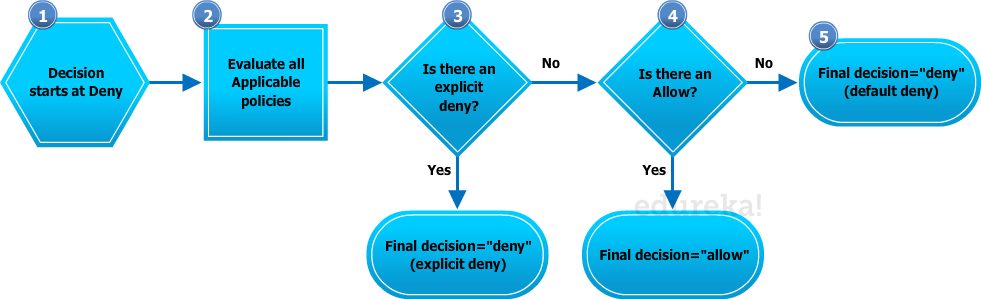 1
Decision
starts at Deny
2
Evaluate all
Applicable
policies
3
Is there an
explicit
deny?
No
Yes
Final decision="deny"
(explicit deny)
4
Is there an
Allow?
No
Yes
Final decision="allow"
5
Final decision="deny"
(default deny)
edureka!